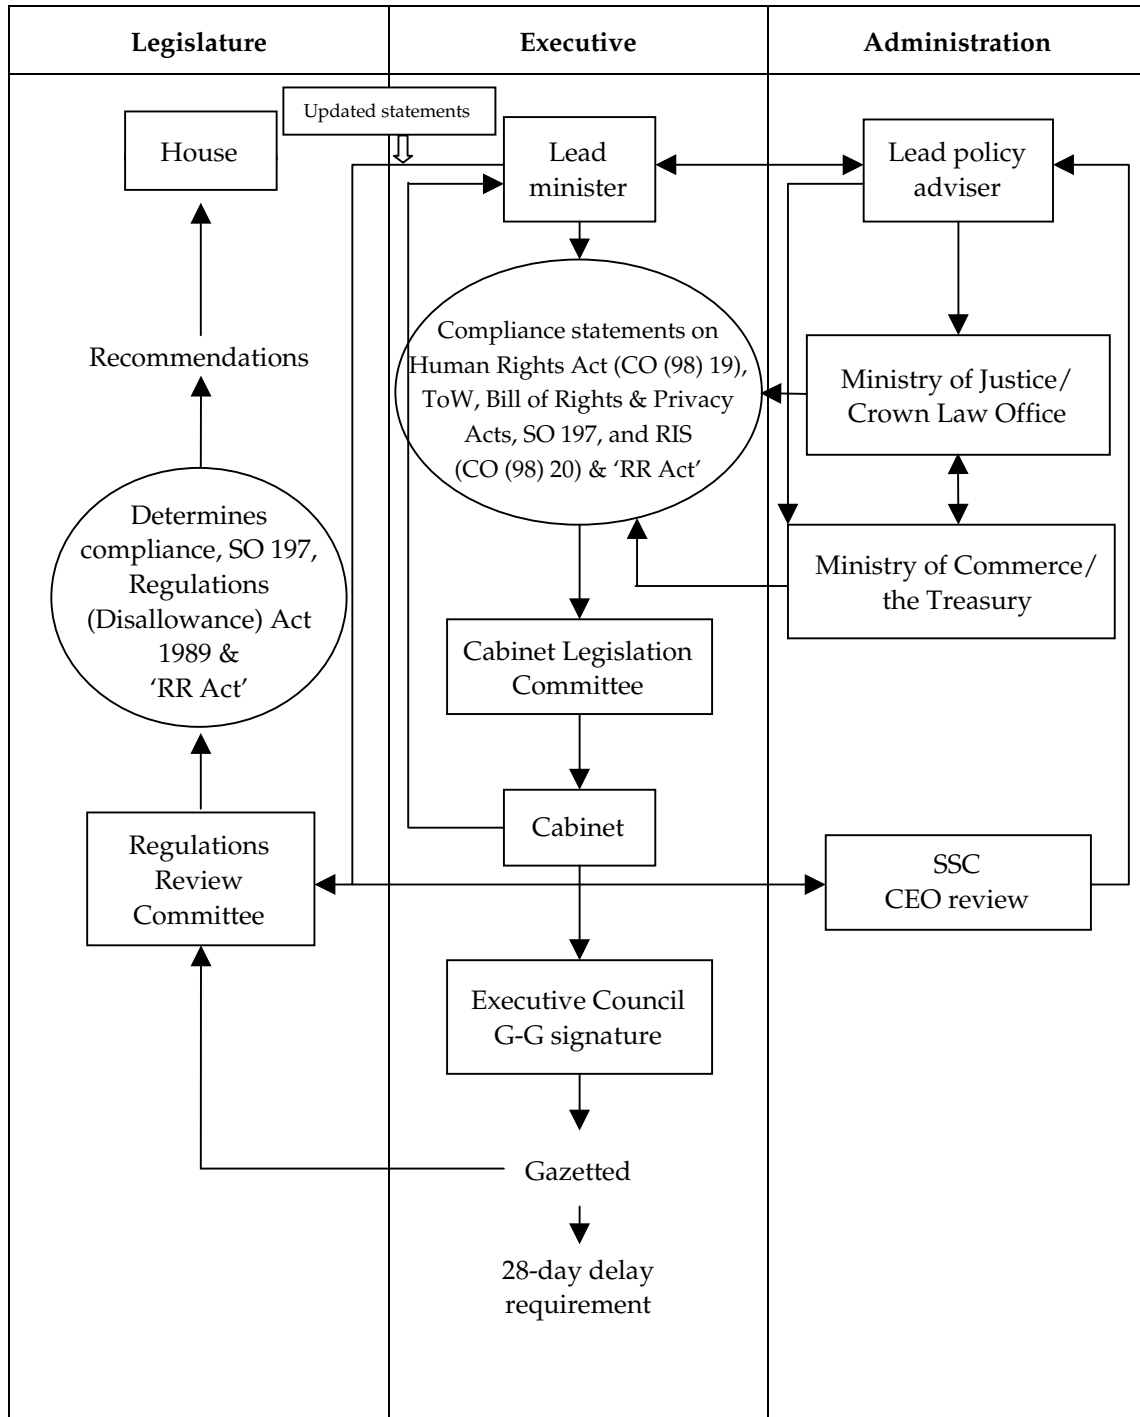 Legislature
Executive
Administration
Updated statements
House
Lead
minister
Lead policy
adviser
Compliance statements on
Human Rights Act (CO (98) 19),
ToW, Bill of Rights & Privacy
Acts, SO 197, and RIS
(CO (98) 20) & ‘RR Act’
Recommendations
Ministry of Justice/
Crown Law Office
Determines
compliance, SO 197,
Regulations
(Disallowance) Act
1989 &
‘RR Act’
Ministry of Commerce/
the Treasury
Cabinet Legislation
Committee
Cabinet
Regulations
Review
Committee
SSC
CEO review
Executive Council
G-G signature
Gazetted
28-day delay
requirement